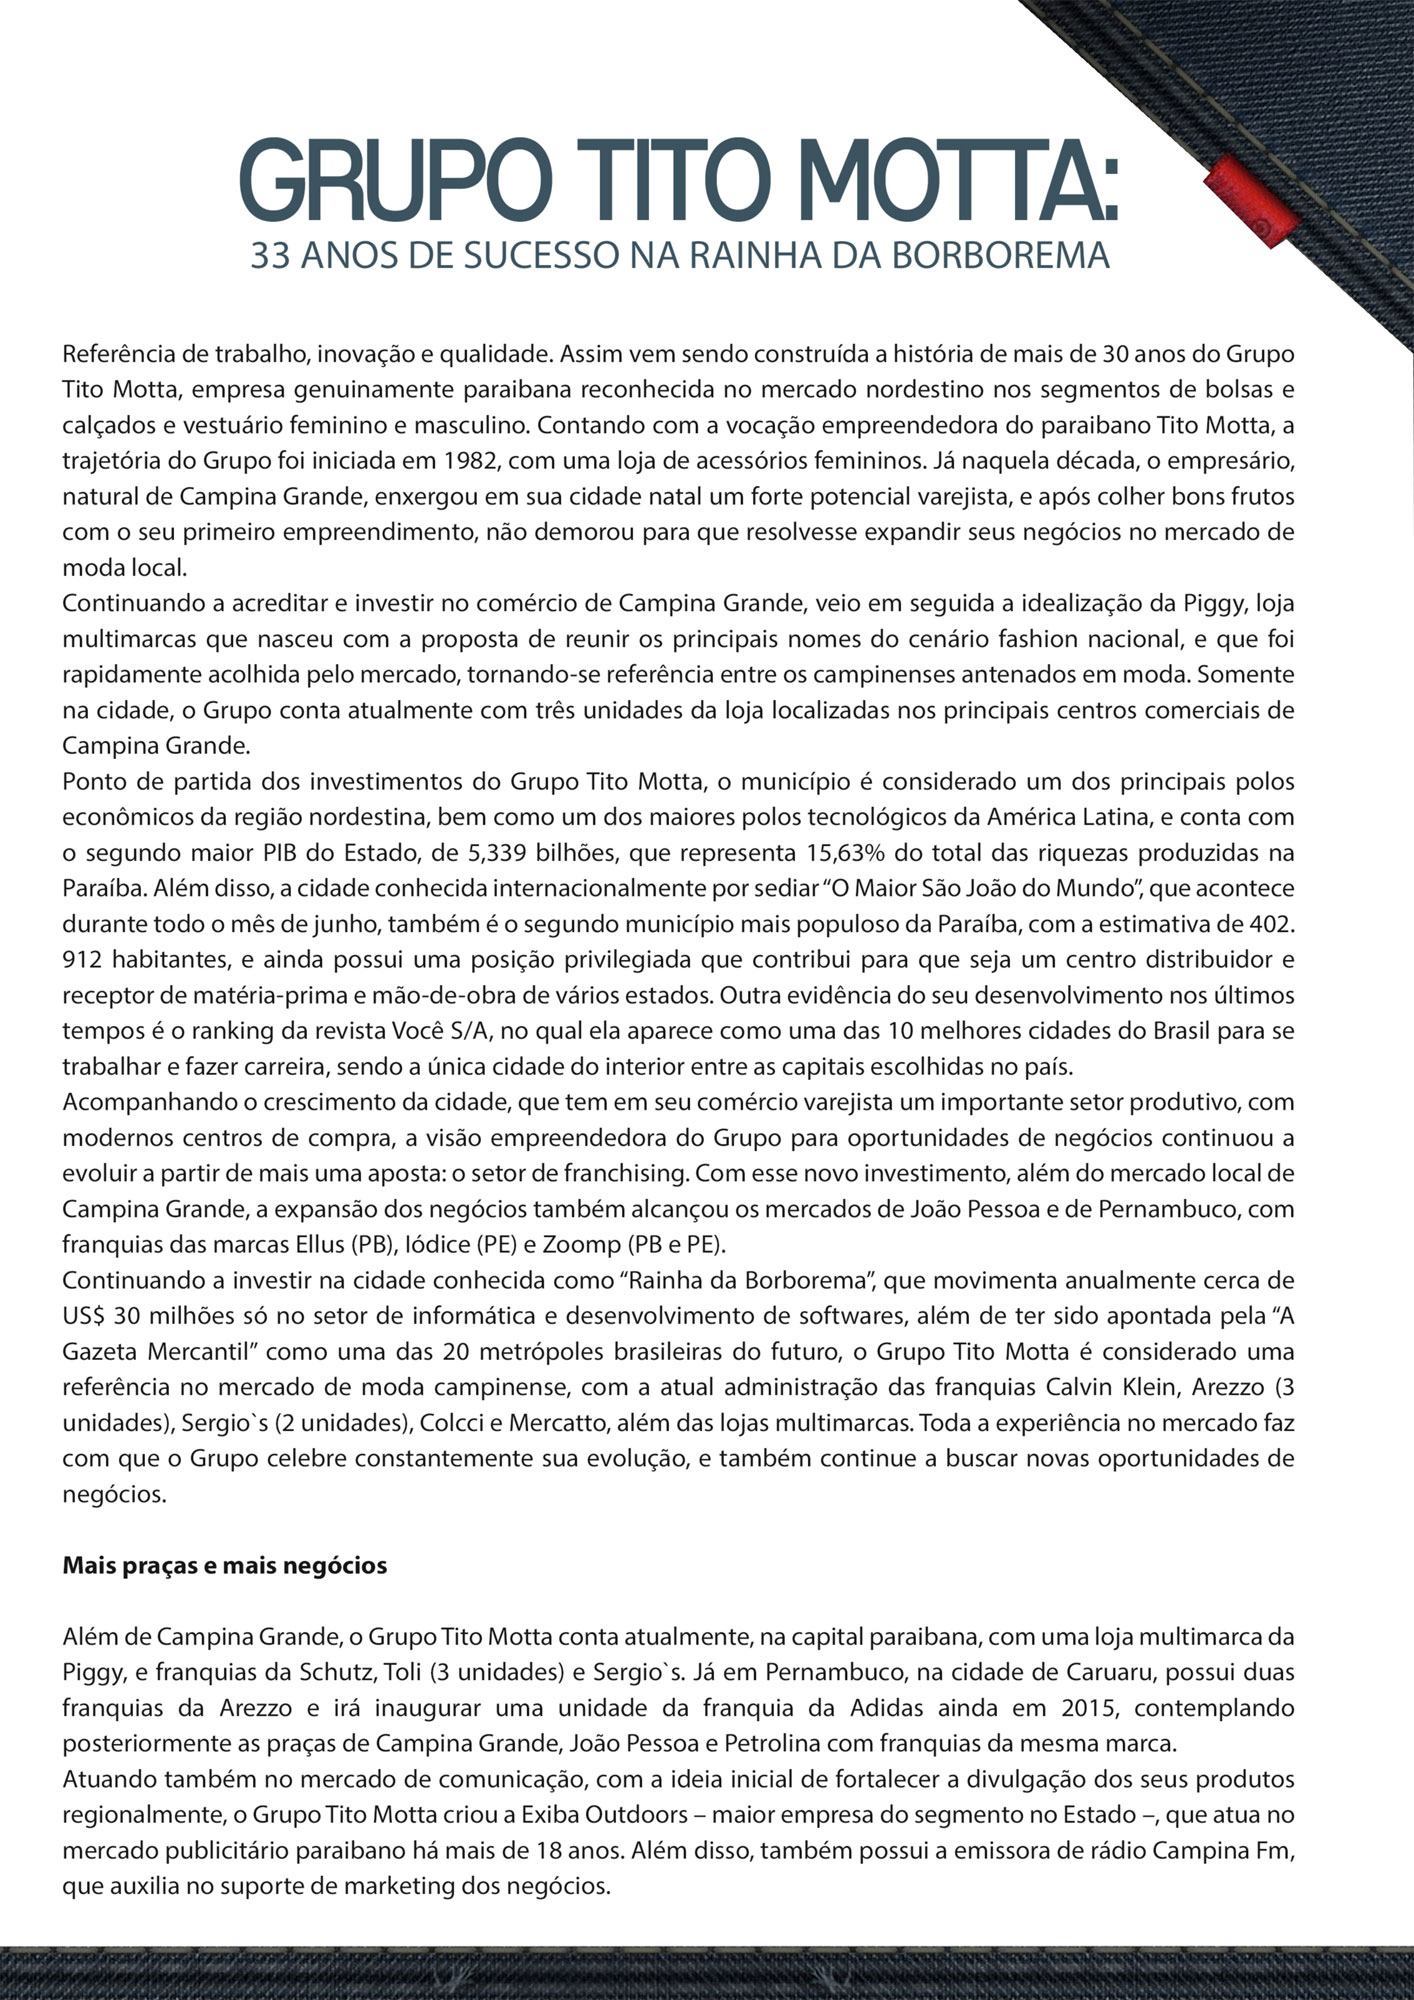 GRUPO TITO MOTTA:
33 ANOS DE SUCESSO NA RAINHA DA BORBOREMA
Referência de trabalho, inovação e qualidade. Assim vem sendo construída a história de mais de 30 anos do Grupo
Tito Motta, empresa genuinamente paraibana reconhecida no mercado nordestino nos segmentos de bolsas e
calçados e vestuário feminino e masculino. Contando com a vocação empreendedora do paraibano Tito Motta, a
trajetória do Grupo foi iniciada em 1982, com uma loja de acessórios femininos. Já naquela década, o empresário,
natural de Campina Grande, enxergou em sua cidade natal um forte potencial varejista, e após colher bons frutos
com o seu primeiro empreendimento, não demorou para que resolvesse expandir seus negócios no mercado de
moda local.
Continuando a acreditar e investir no comércio de Campina Grande, veio em seguida a idealização da Piggy, loja
multimarcas que nasceu com a proposta de reunir os principais nomes do cenário fashion nacional, e que foi
rapidamente acolhida pelo mercado, tornando-se referência entre os campinenses antenados em moda. Somente
na cidade, o Grupo conta atualmente com três unidades da loja localizadas nos principais centros comerciais de
Campina Grande.
Ponto de partida dos investimentos do Grupo Tito Motta, o município é considerado um dos principais polos
econômicos da região nordestina, bem como um dos maiores polos tecnológicos da América Latina, e conta com
o segundo maior PIB do Estado, de 5,339 bilhões, que representa 15,63% do total das riquezas produzidas na
Paraíba. Além disso, a cidade conhecida internacionalmente por sediar “O Maior São João do Mundo”, que acontece
durante todo o mês de junho, também é o segundo município mais populoso da Paraíba, com a estimativa de 402.
912 habitantes, e ainda possui uma posição privilegiada que contribui para que seja um centro distribuidor e
receptor de matéria-prima e mão-de-obra de vários estados. Outra evidência do seu desenvolvimento nos últimos
tempos é o ranking da revista Você S/A, no qual ela aparece como uma das 10 melhores cidades do Brasil para se
trabalhar e fazer carreira, sendo a única cidade do interior entre as capitais escolhidas no país.
Acompanhando o crescimento da cidade, que tem em seu comércio varejista um importante setor produtivo, com
modernos centros de compra, a visão empreendedora do Grupo para oportunidades de negócios continuou a
evoluir a partir de mais uma aposta: o setor de franchising. Com esse novo investimento, além do mercado local de
Campina Grande, a expansão dos negócios também alcançou os mercados de João Pessoa e de Pernambuco, com
franquias das marcas Ellus (PB), Iódice (PE) e Zoomp (PB e PE).
Continuando a investir na cidade conhecida como “Rainha da Borborema”, que movimenta anualmente cerca de
US$ 30 milhões só no setor de informática e desenvolvimento de softwares, além de ter sido apontada pela “A
Gazeta Mercantil” como uma das 20 metrópoles brasileiras do futuro, o Grupo Tito Motta é considerado uma
referência no mercado de moda campinense, com a atual administração das franquias Calvin Klein, Arezzo (3
unidades), Sergio`s (2 unidades), Colcci e Mercatto, além das lojas multimarcas. Toda a experiência no mercado faz
com que o Grupo celebre constantemente sua evolução, e também continue a buscar novas oportunidades de
negócios.
Mais praças e mais negócios
Além de Campina Grande, o Grupo Tito Motta conta atualmente, na capital paraibana, com uma loja multimarca da
Piggy, e franquias da Schutz, Toli (3 unidades) e Sergio`s. Já em Pernambuco, na cidade de Caruaru, possui duas
franquias da Arezzo e irá inaugurar uma unidade da franquia da Adidas ainda em 2015, contemplando
posteriormente as praças de Campina Grande, João Pessoa e Petrolina com franquias da mesma marca.
Atuando também no mercado de comunicação, com a ideia inicial de fortalecer a divulgação dos seus produtos
regionalmente, o Grupo Tito Motta criou a Exiba Outdoors – maior empresa do segmento no Estado –, que atua no
mercado publicitário paraibano há mais de 18 anos. Além disso, também possui a emissora de rádio Campina Fm,
que auxilia no suporte de marketing dos negócios.